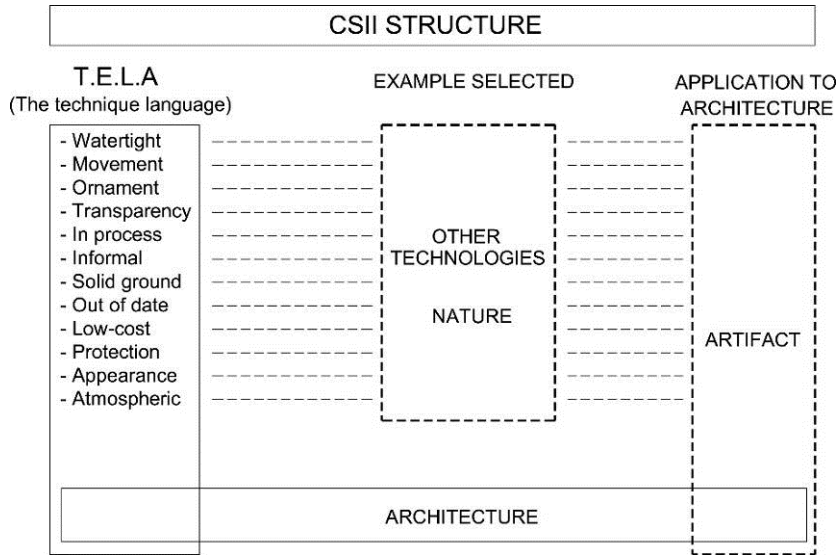 CSII STRUCTURE
T.E.L.A
(The technique language)
- Watertight
- Movement
- Ornament
- Transparency
- In process
- Informal
- Solid ground
- Out of date
- Low-cost
- Protection
- Appearance
- Atmospheric
EXAMPLE SELECTED
OTHER
TECHNOLOGIES
NATURE
APPLICATION TO
ARCHITECTURE
ARTIFACT
ARCHITECTURE